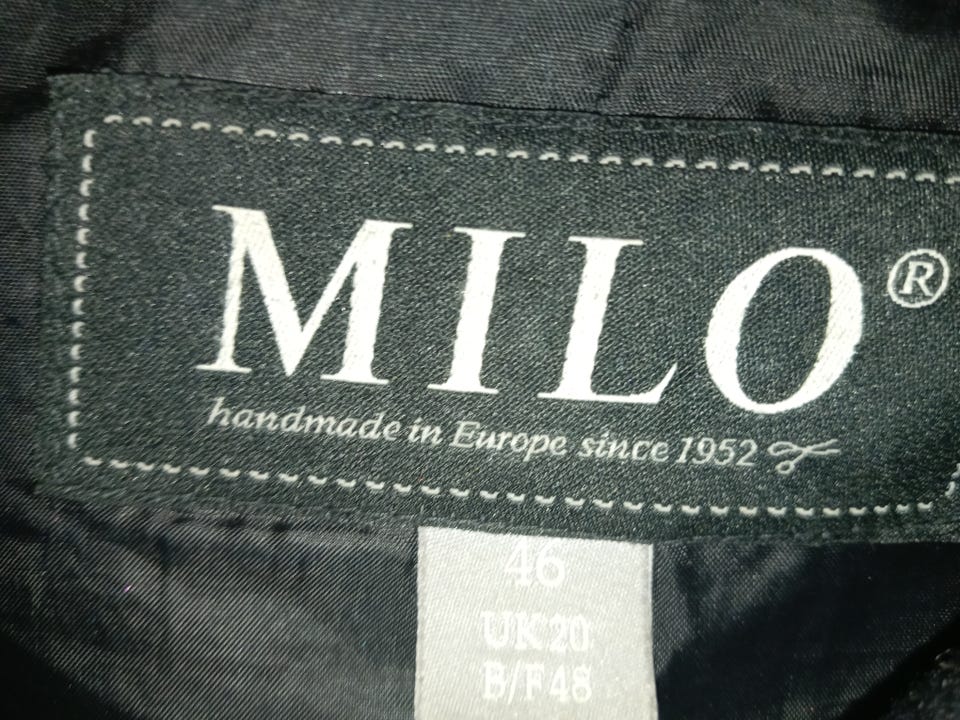 MILO®
handmade in Europe since 1952
46
UK20
B/F48